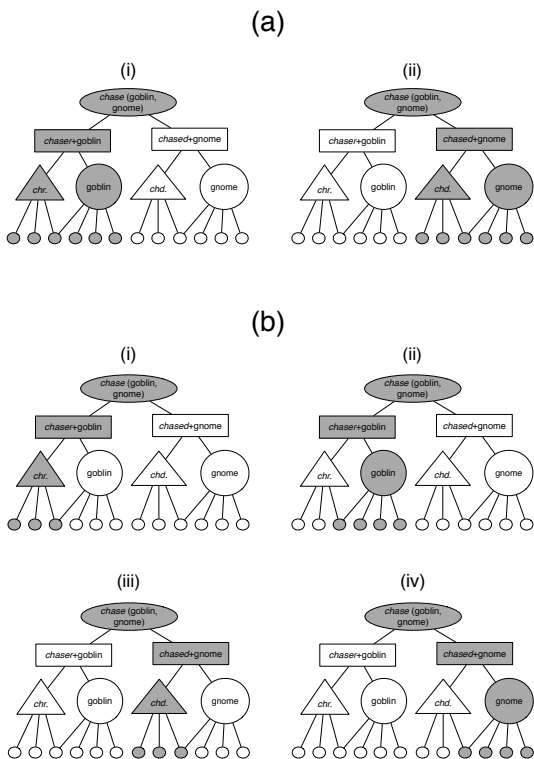 (a)
(i)
chase (goblin,
gnome)
chaser+goblin
chased+gnome
chr.
goblin
chd.
gnome
(ii)
chase (goblin,
gnome)
chaser+goblin
chased+gnome
chr.
goblin
chd.
gnome
(b)
(i)
chase (goblin,
gnome)
chaser+goblin
chased+gnome
chr.
goblin
chd.
gnome
(ii)
chase (goblin,
gnome)
chaser+goblin
chased+gnome
chr.
goblin
chd.
gnome
(iii)
chase (goblin,
gnome)
chaser+goblin
chased+gnome
chr.
goblin
chd.
gnome
(iv)
chase (goblin,
gnome)
chaser+goblin
chased+gnome
chr.
goblin
chd.
gnome